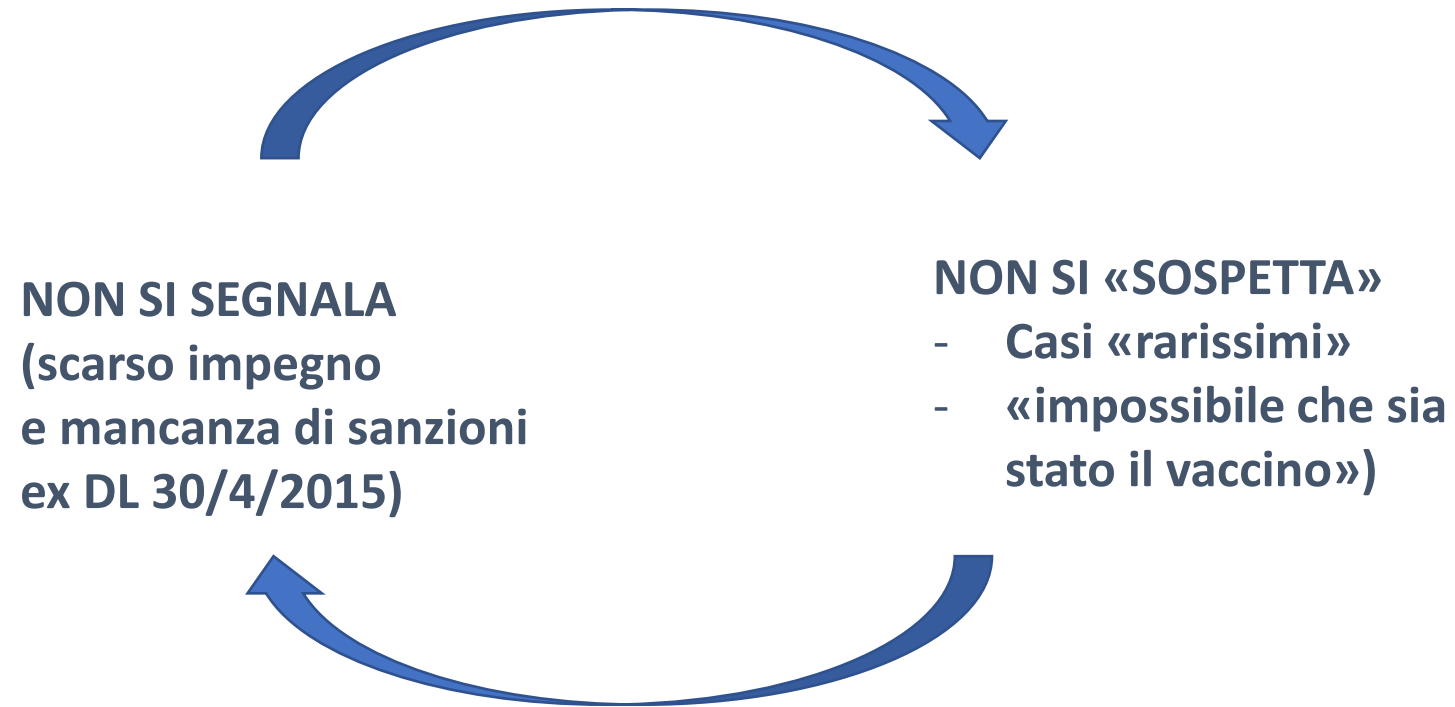 NON SI SEGNALA
(scarso impegno
e mancanza di sanzioni
ex DL 30/4/2015)
NON SI «SOSPETTA»
- Casi «rarissimi»
- «impossibile che sia
stato il vaccino»)